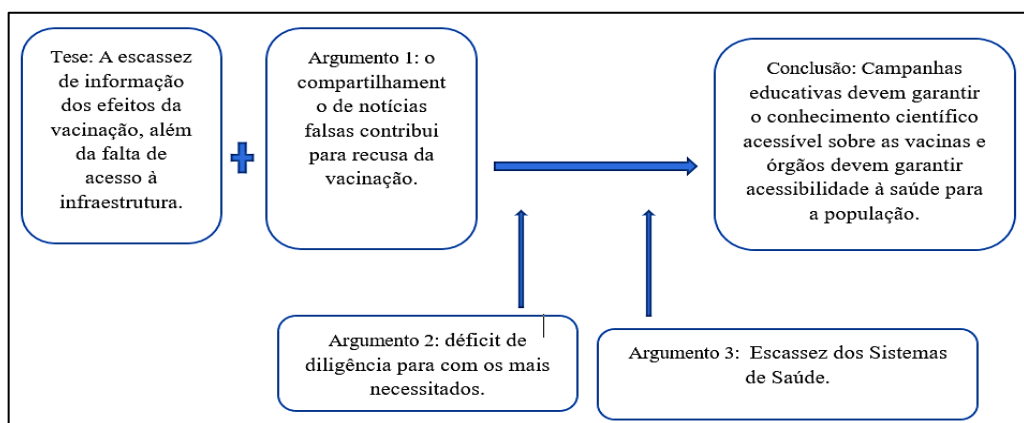 Tese: A escassez
de informação
dos efeitos da
vacinação, além
da falta de
acesso à
infraestrutura.
Argumento 1: o
compartilhament
o de notícias
falsas contribui
para recusa da
vacinação.
Conclusão: Campanhas
educativas devem garantir
o conhecimento científico
acessível sobre as vacinas e
órgãos devem garantir
acessibilidade à saúde para
a população.
Argumento 2: déficit de
diligência para com os mais
necessitados.
Argumento 3: Escassez dos Sistemas
de Saúde.